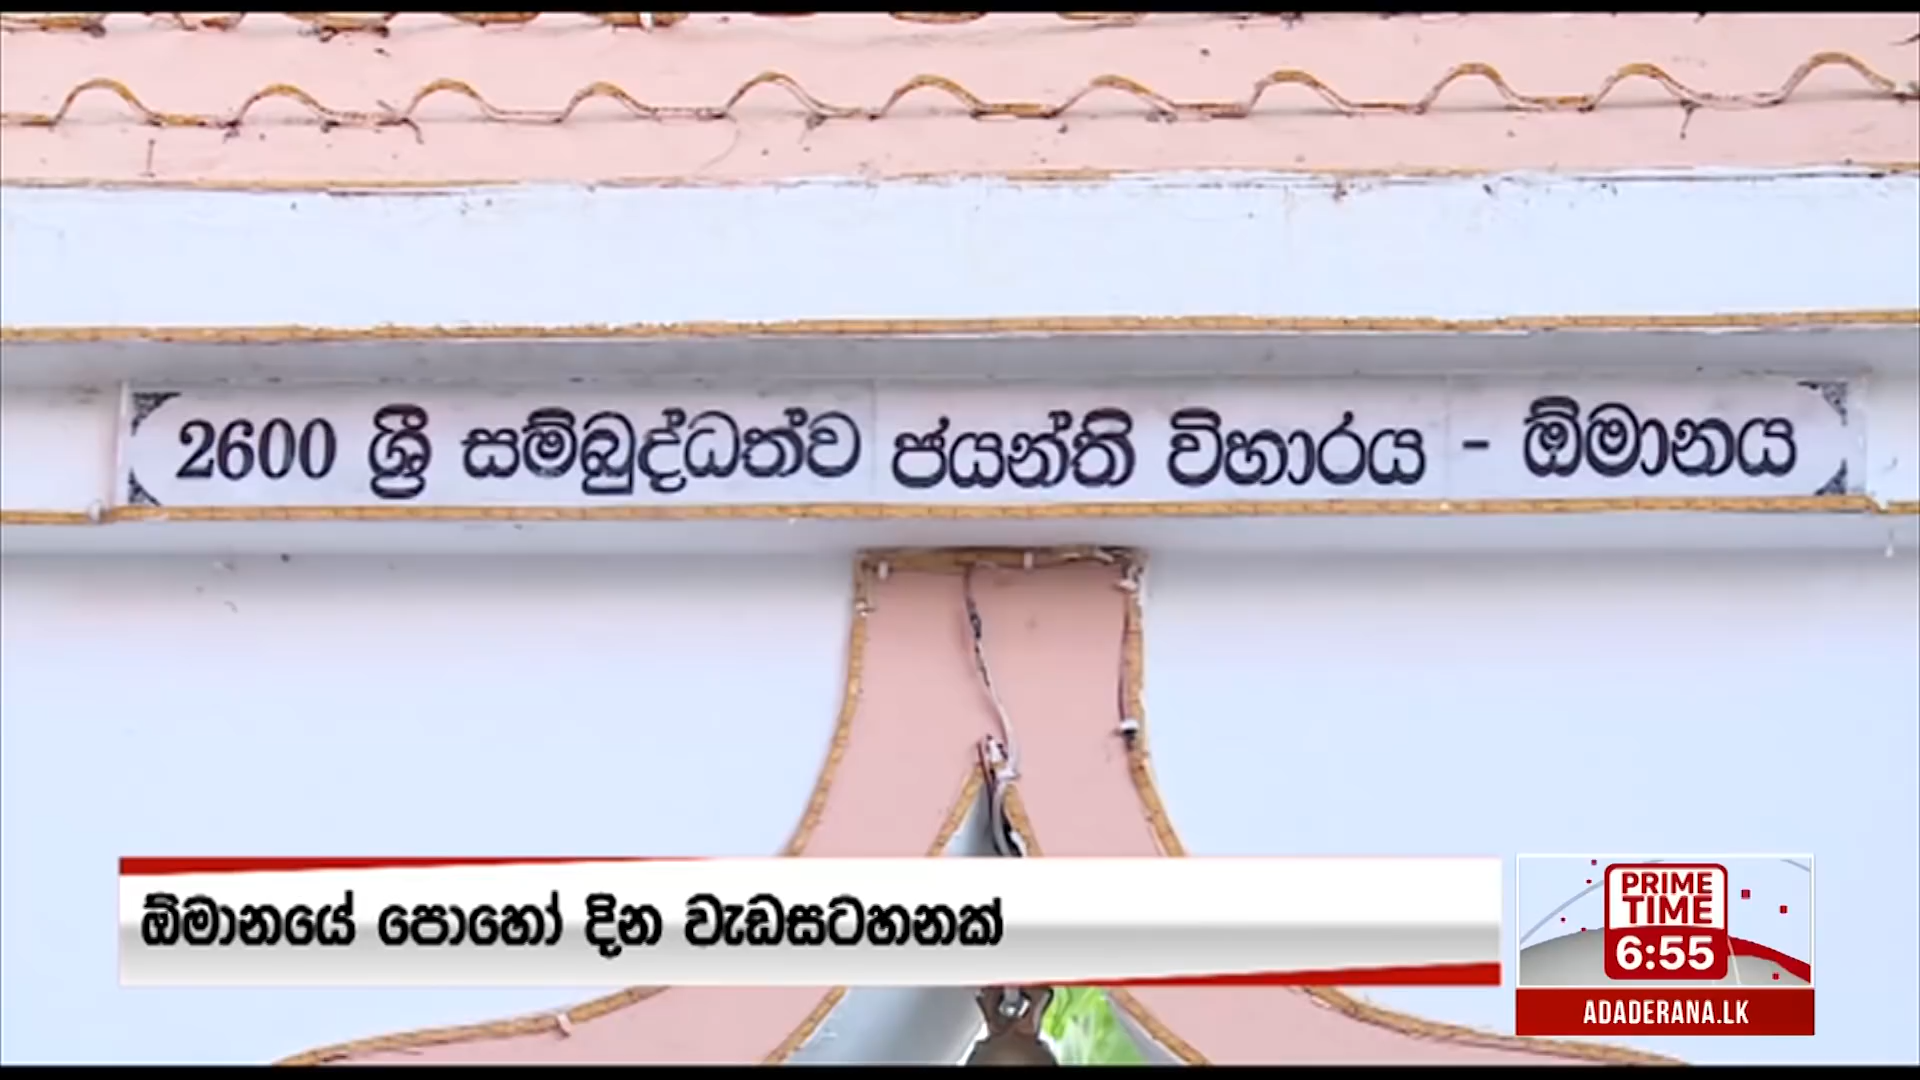 2600 ශ්‍රී සම්බුද්ධත්ව ජයන්ති විහාරය - ඕමානය
ඕමානයේ පොහෝ දින වැඩසටහනක්
PRIME
TIME
6:55
ADADERANA.LK